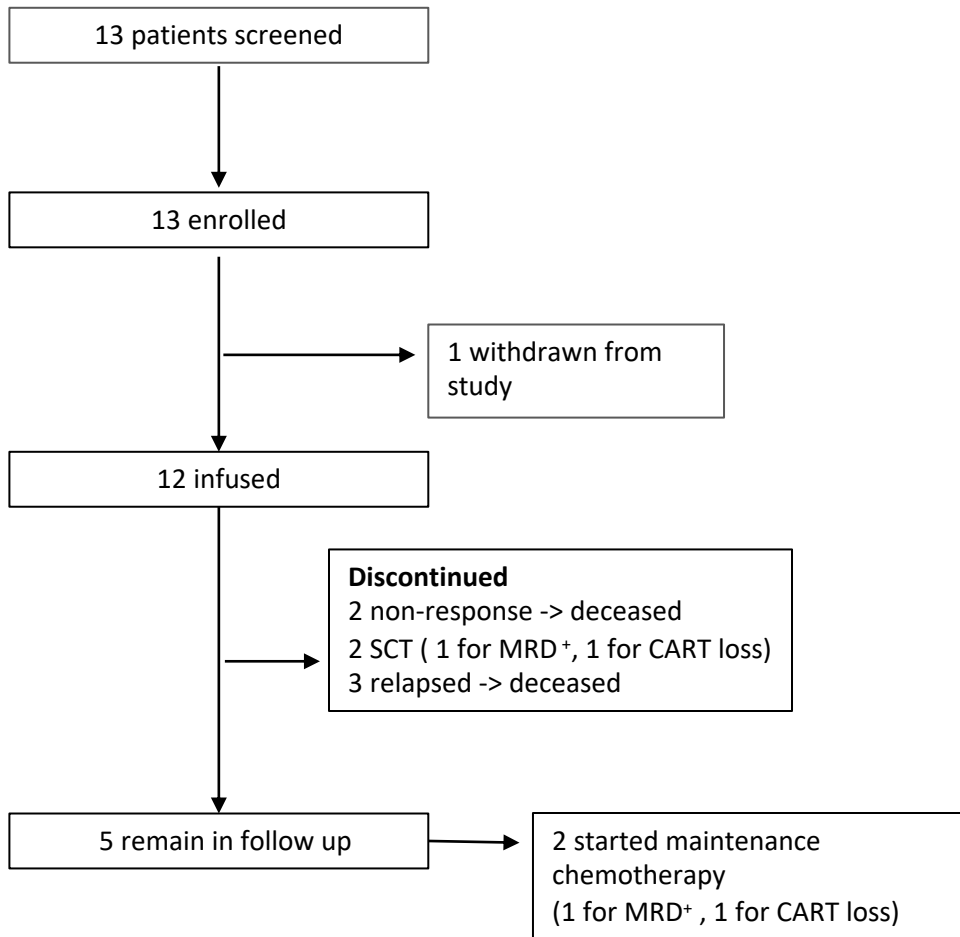 13 patients screened
13 enrolled
1 withdrawn from
study
12 infused
Discontinued
2 non-response -> deceased
2 SCT ( 1 for MRD⁺, 1 for CART loss)
3 relapsed -> deceased
5 remain in follow up
2 started maintenance
chemotherapy
(1 for MRD⁺ , 1 for CART loss)